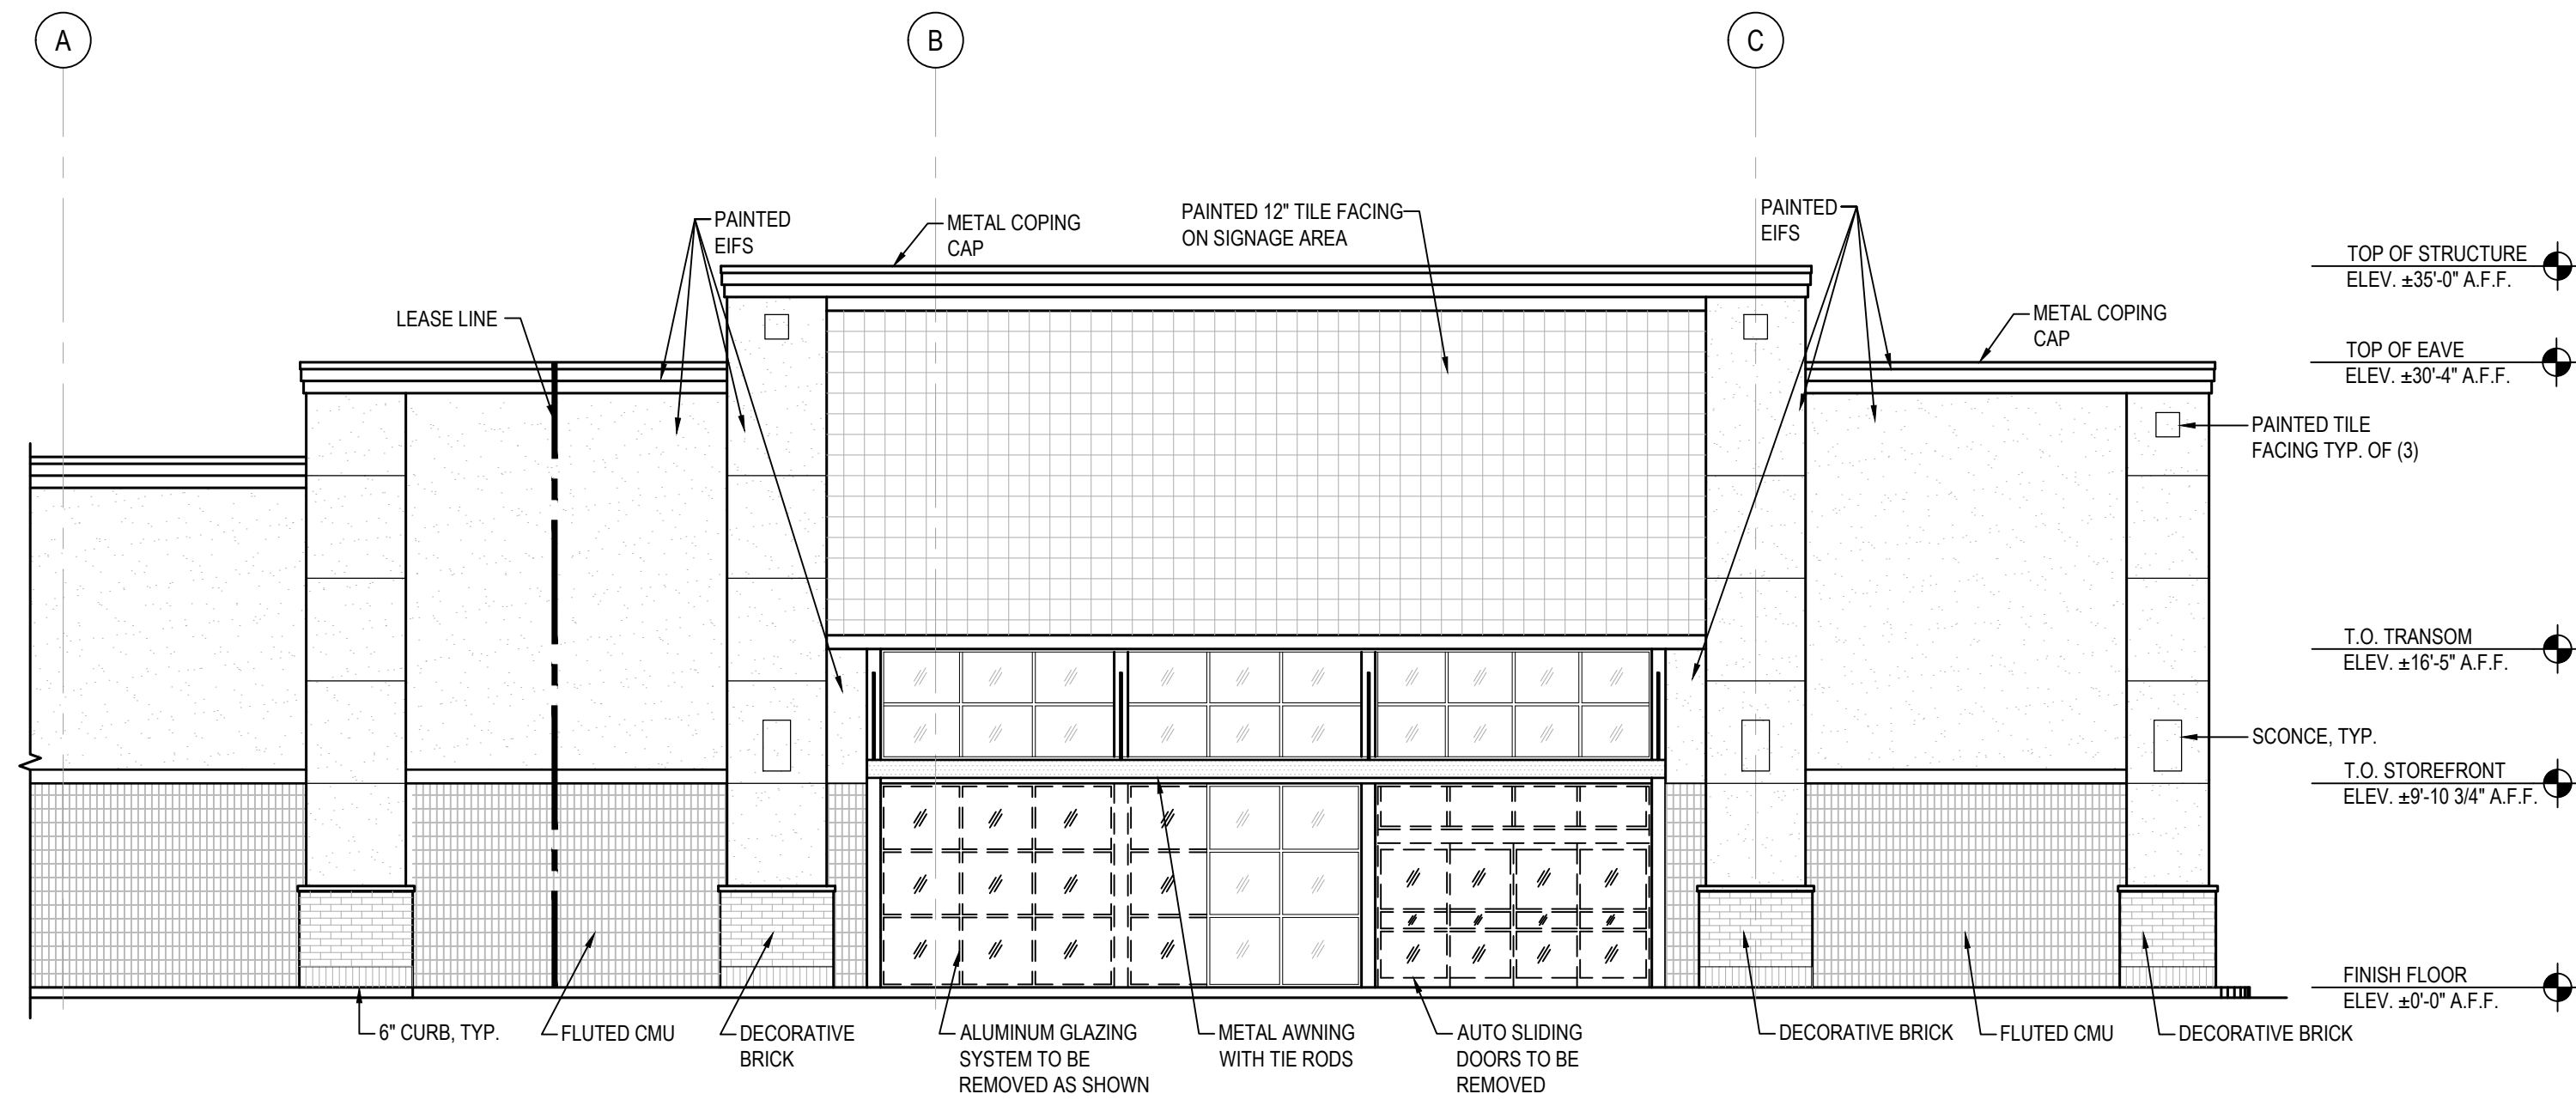 A
B
C
PAINTED
EIFS
METAL COPING
CAP
PAINTED 12" TILE FACING
ON SIGNAGE AREA
PAINTED
EIFS
TOP OF STRUCTURE
ELEV. ±35'-0" A.F.F.
LEASE LINE
METAL COPING
CAP
TOP OF EAVE
ELEV. ±30'-4" A.F.F.
PAINTED TILE
FACING TYP. OF (3)
T.O. TRANSOM
ELEV. ±16'-5" A.F.F.
SCONCE, TYP.
T.O. STOREFRONT
ELEV. ±9'-10 3/4" A.F.F.
FINISH FLOOR
ELEV. ±0'-0" A.F.F.
6" CURB, TYP.
FLUTED CMU
DECORATIVE
BRICK
ALUMINUM GLAZING
SYSTEM TO BE
REMOVED AS SHOWN
METAL AWNING
WITH TIE RODS
AUTO SLIDING
DOORS TO BE
REMOVED
DECORATIVE BRICK
FLUTED CMU
DECORATIVE BRICK